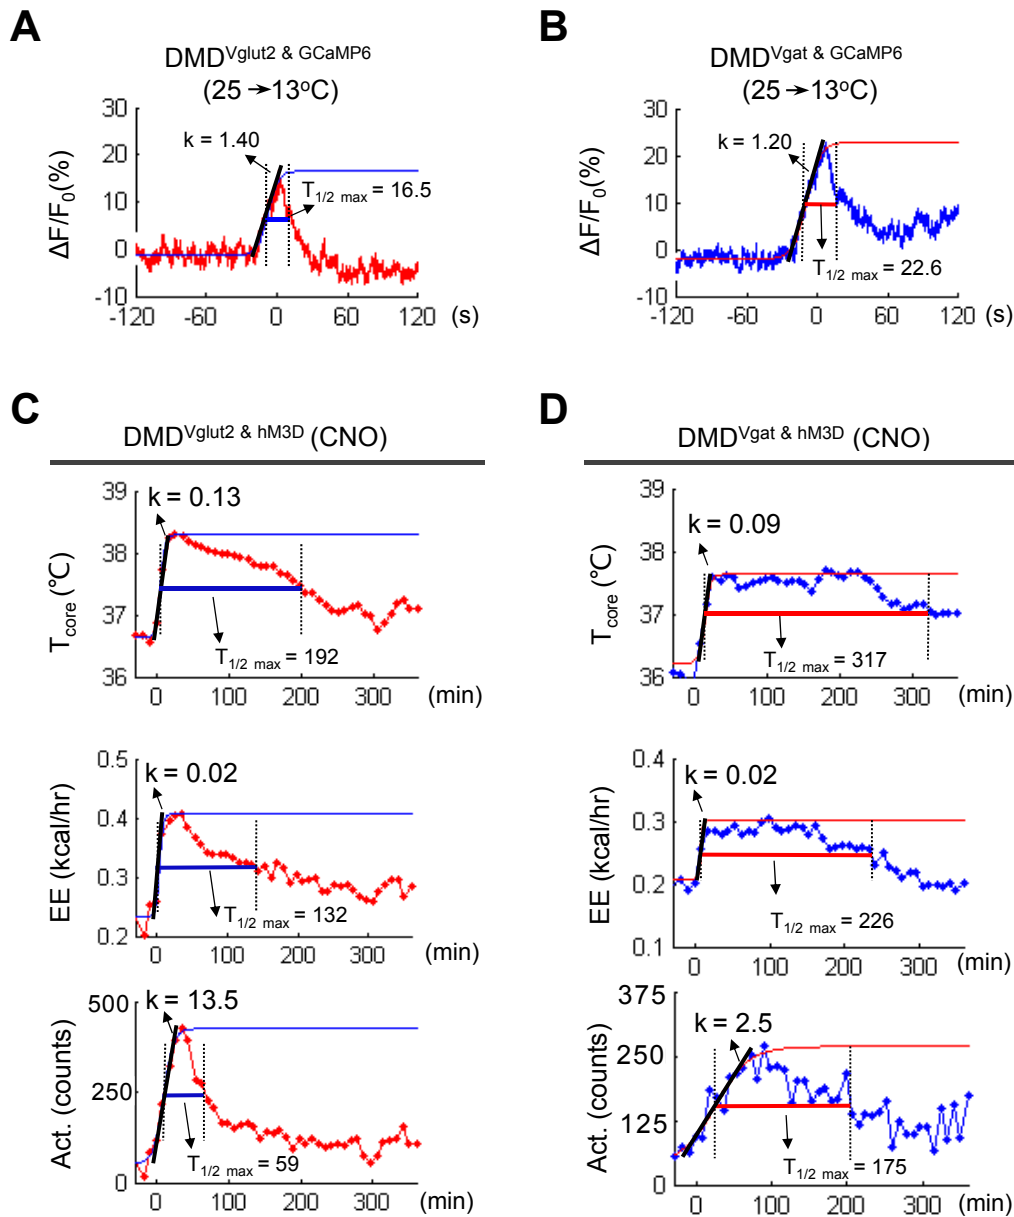 A
DMD^Vglut2 & GCaMP6
(25 → 13°C)
30
20
10
0
-10
ΔF/F₀(%)
k = 1.40
T₁/₂ max = 16.5
-120
-60
0
60
120
(s)
B
DMD^Vgat & GCaMP6
(25 → 13°C)
30
20
10
0
-10
ΔF/F₀(%)
k = 1.20
T₁/₂ max = 22.6
-120
-60
0
60
120
(s)
C
DMD^Vglut2 & hM3D (CNO)
39
38
37
36
T_core (°C)
k = 0.13
T₁/₂ max = 192
0
100
200
300
(min)
0.5
0.4
0.3
0.2
EE (kcal/hr)
k = 0.02
T₁/₂ max = 132
0
100
200
300
(min)
500
250
0
Act. (counts)
k = 13.5
T₁/₂ max = 59
0
100
200
300
(min)
D
DMD^Vgat & hM3D (CNO)
39
38
37
36
T_core (°C)
k = 0.09
T₁/₂ max = 317
0
100
200
300
(min)
0.4
0.3
0.2
0.1
EE (kcal/hr)
k = 0.02
T₁/₂ max = 226
0
100
200
300
(min)
375
250
125
0
Act. (counts)
k = 2.5
T₁/₂ max = 175
0
100
200
300
(min)